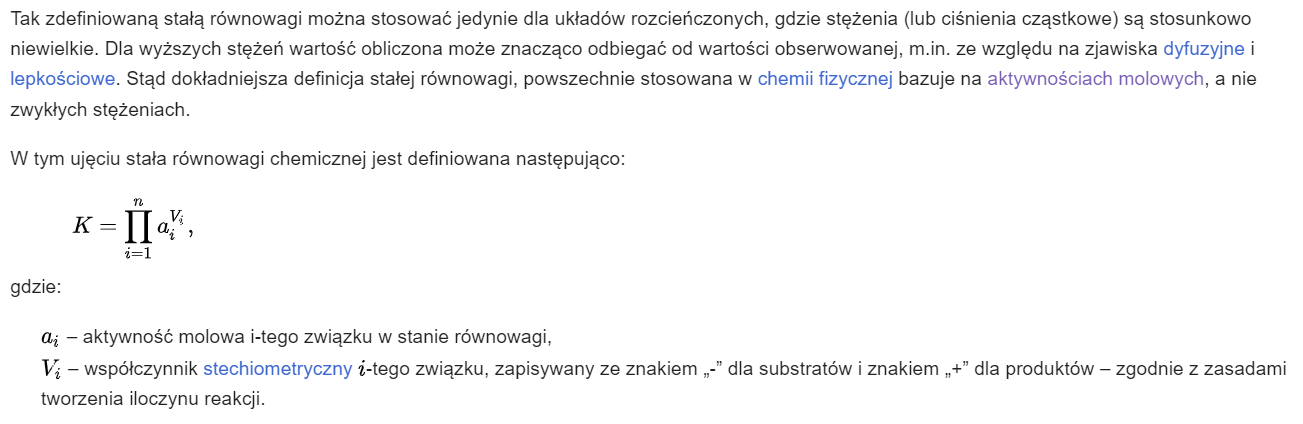 Tak zdefiniowaną stałą równowagi można stosować jedynie dla układów rozcieńczonych, gdzie stężenia (lub ciśnienia cząstkowe) są stosunkowo
niewielkie. Dla wyższych stężeń wartość obliczona może znacząco odbiegać od wartości obserwowanej, m.in. ze względu na zjawiska dyfuzyjne i
lepkościowe. Stąd dokładniejsza definicja stałej równowagi, powszechnie stosowana w chemii fizycznej bazuje na aktywnościach molowych, a nie
zwykłych stężeniach.
W tym ujęciu stała równowagi chemicznej jest definiowana następująco:
$K = \prod_{i=1}^{n} a_i^{V_i},$
gdzie:
$a_i$ – aktywność molowa i-tego związku w stanie równowagi,
$V_i$ – współczynnik stechiometryczny $i$-tego związku, zapisywany ze znakiem „-” dla substratów i znakiem „+” dla produktów – zgodnie z zasadami
tworzenia iloczynu reakcji.